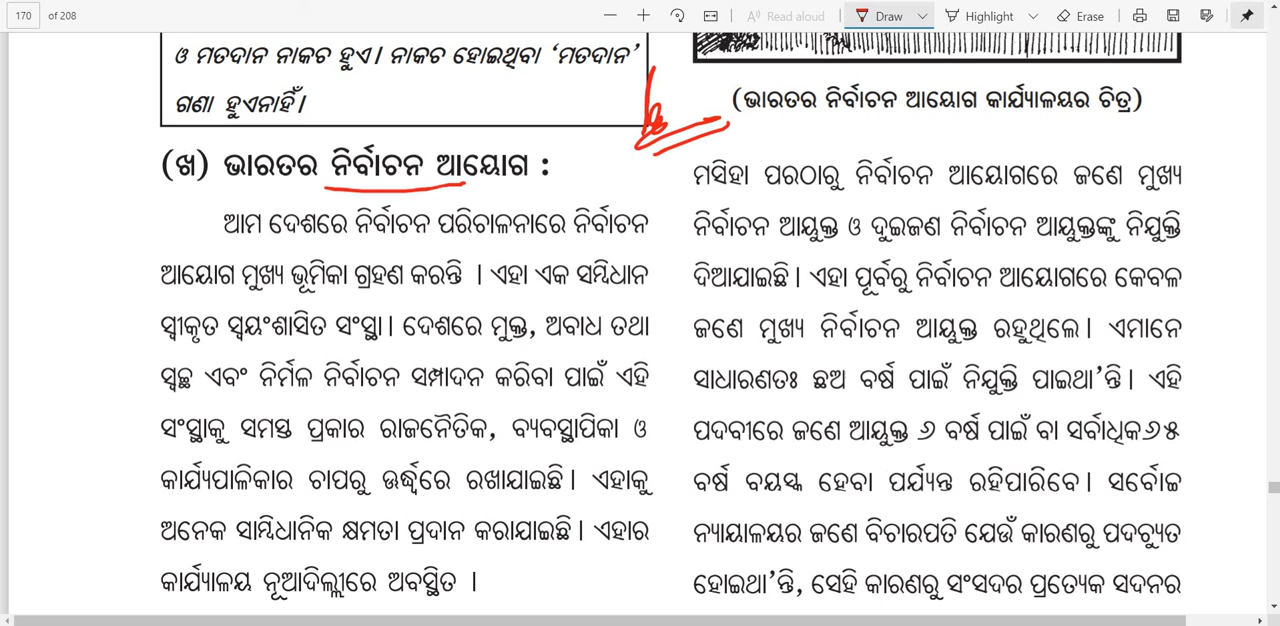 170 of 208
Read aloud
Draw
Highlight
Erase
ଓ ମତଦାନ ନାକଚ ହୁଏ। ନାକଚ ହୋଇଥିବା ‘ମତଦାନ’
ଗଣା ହୁଏନାହିଁ।
(ଖ) ଭାରତର ନିର୍ବାଚନ ଆୟୋଗ :
ଆମ ଦେଶରେ ନିର୍ବାଚନ ପରିଚାଳନାରେ ନିର୍ବାଚନ
ଆୟୋଗ ମୁଖ୍ୟ ଭୂମିକା ଗ୍ରହଣ କରନ୍ତି । ଏହା ଏକ ସମ୍ବିଧାନ
ସ୍ୱୀକୃତ ସ୍ୱୟଂଶାସିତ ସଂସ୍ଥା। ଦେଶରେ ମୁକ୍ତ, ଅବାଧ ତଥା
ସ୍ୱଚ୍ଛ ଏବଂ ନିର୍ମଳ ନିର୍ବାଚନ ସମ୍ପାଦନ କରିବା ପାଇଁ ଏହି
ସଂସ୍ଥାକୁ ସମସ୍ତ ପ୍ରକାର ରାଜନୈତିକ, ବ୍ୟବସ୍ଥାପିକା ଓ
କାର୍ଯ୍ୟପାଳିକାର ଚାପରୁ ଊର୍ଦ୍ଧ୍ୱରେ ରଖାଯାଇଛି। ଏହାକୁ
ଅନେକ ସାମ୍ବିଧାନିକ କ୍ଷମତା ପ୍ରଦାନ କରାଯାଇଛି। ଏହାର
କାର୍ଯ୍ୟାଳୟ ନୂଆଦିଲ୍ଲୀରେ ଅବସ୍ଥିତ ।
(ଭାରତର ନିର୍ବାଚନ ଆୟୋଗ କାର୍ଯ୍ୟାଳୟର ଚିତ୍ର)
ମସିହା ପରଠାରୁ ନିର୍ବାଚନ ଆୟୋଗରେ ଜଣେ ମୁଖ୍ୟ
ନିର୍ବାଚନ ଆୟୁକ୍ତ ଓ ଦୁଇଜଣ ନିର୍ବାଚନ ଆୟୁକ୍ତଙ୍କୁ ନିଯୁକ୍ତି
ଦିଆଯାଇଛି। ଏହା ପୂର୍ବରୁ ନିର୍ବାଚନ ଆୟୋଗରେ କେବଳ
ଜଣେ ମୁଖ୍ୟ ନିର୍ବାଚନ ଆୟୁକ୍ତ ରହୁଥିଲେ। ଏମାନେ
ସାଧାରଣତଃ ଛଅ ବର୍ଷ ପାଇଁ ନିଯୁକ୍ତି ପାଇଥା’ନ୍ତି। ଏହି
ପଦବୀରେ ଜଣେ ଆୟୁକ୍ତ ୬ ବର୍ଷ ପାଇଁ ବା ସର୍ବାଧିକ ୬୫
ବର୍ଷ ବୟସ୍କ ହେବା ପର୍ଯ୍ୟନ୍ତ ରହିପାରିବେ। ସର୍ବୋଚ୍ଚ
ନ୍ୟାୟାଳୟର ଜଣେ ବିଚାରପତି ଯେଉଁ କାରଣରୁ ପଦଚ୍ୟୁତ
ହୋଇଥା’ନ୍ତି, ସେହି କାରଣରୁ ସଂସଦର ପ୍ରତ୍ୟେକ ସଦନର